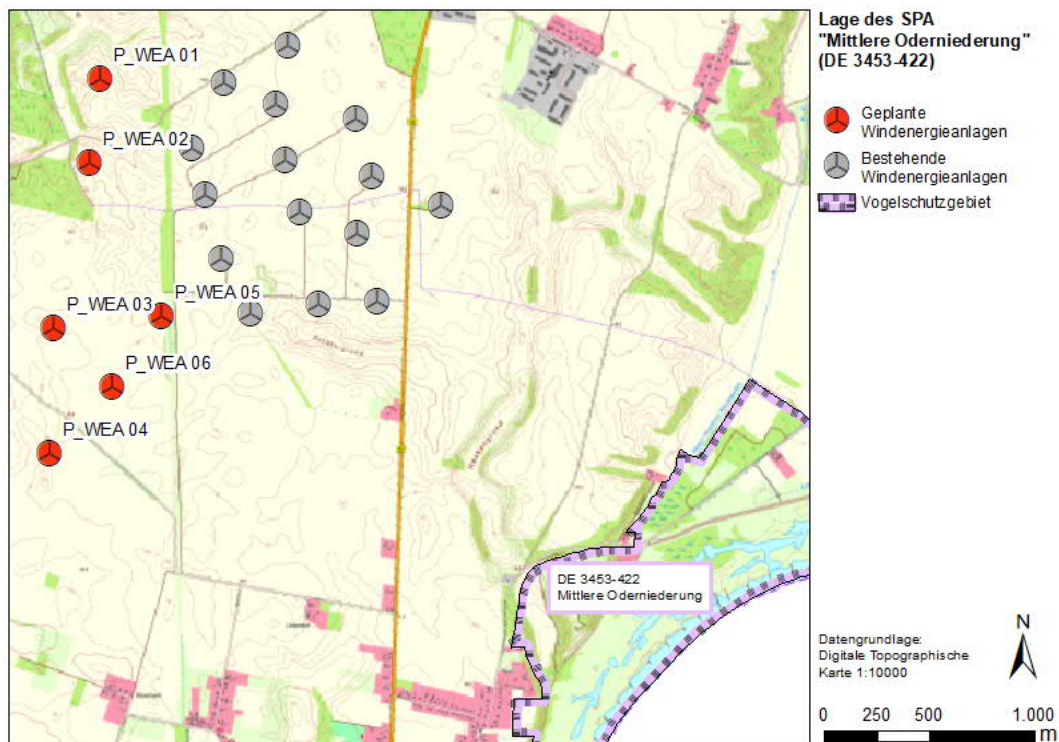 Lage des SPA
"Mittlere Oderniederung"
(DE 3453-422)
Geplante
Windenergieanlagen
Bestehende
Windenergieanlagen
Vogelschutzgebiet
P_WEA 01
P_WEA 02
P_WEA 03
P_WEA 05
P_WEA 06
P_WEA 04
DE 3453-422
Mittlere Oderniederung
Datengrundlage:
Digitale Topographische
Karte 1:10000
N
0 250 500 1.000
m